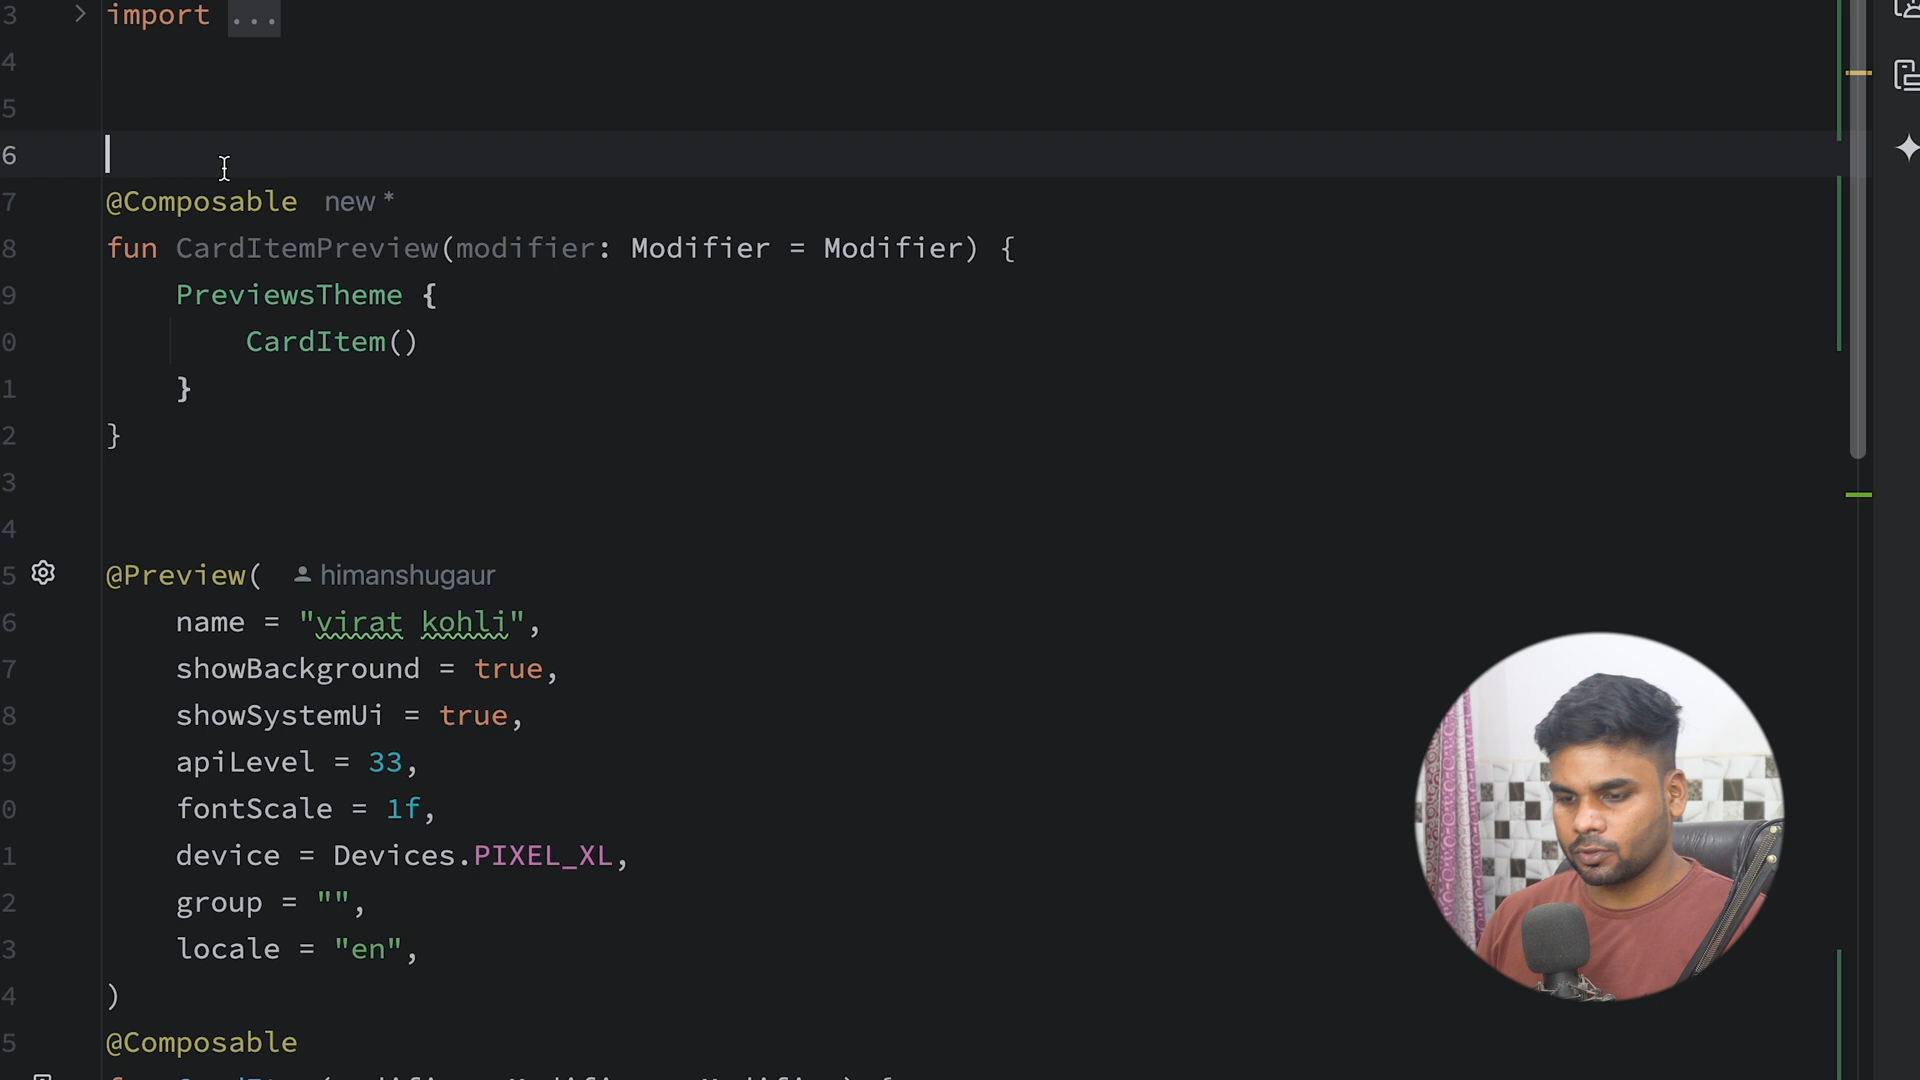 3 import ...
4
5
6
7 @Composable new *
8 fun CardItemPreview(modifier: Modifier = Modifier) {
9 PreviewsTheme {
0 CardItem()
1 }
2 }
3
4
5 @Preview( himanshugaur
6 name = "virat kohli",
7 showBackground = true,
8 showSystemUi = true,
9 apiLevel = 33,
0 fontScale = 1f,
1 device = Devices.PIXEL_XL,
2 group = "",
3 locale = "en",
4 )
5 @Composable